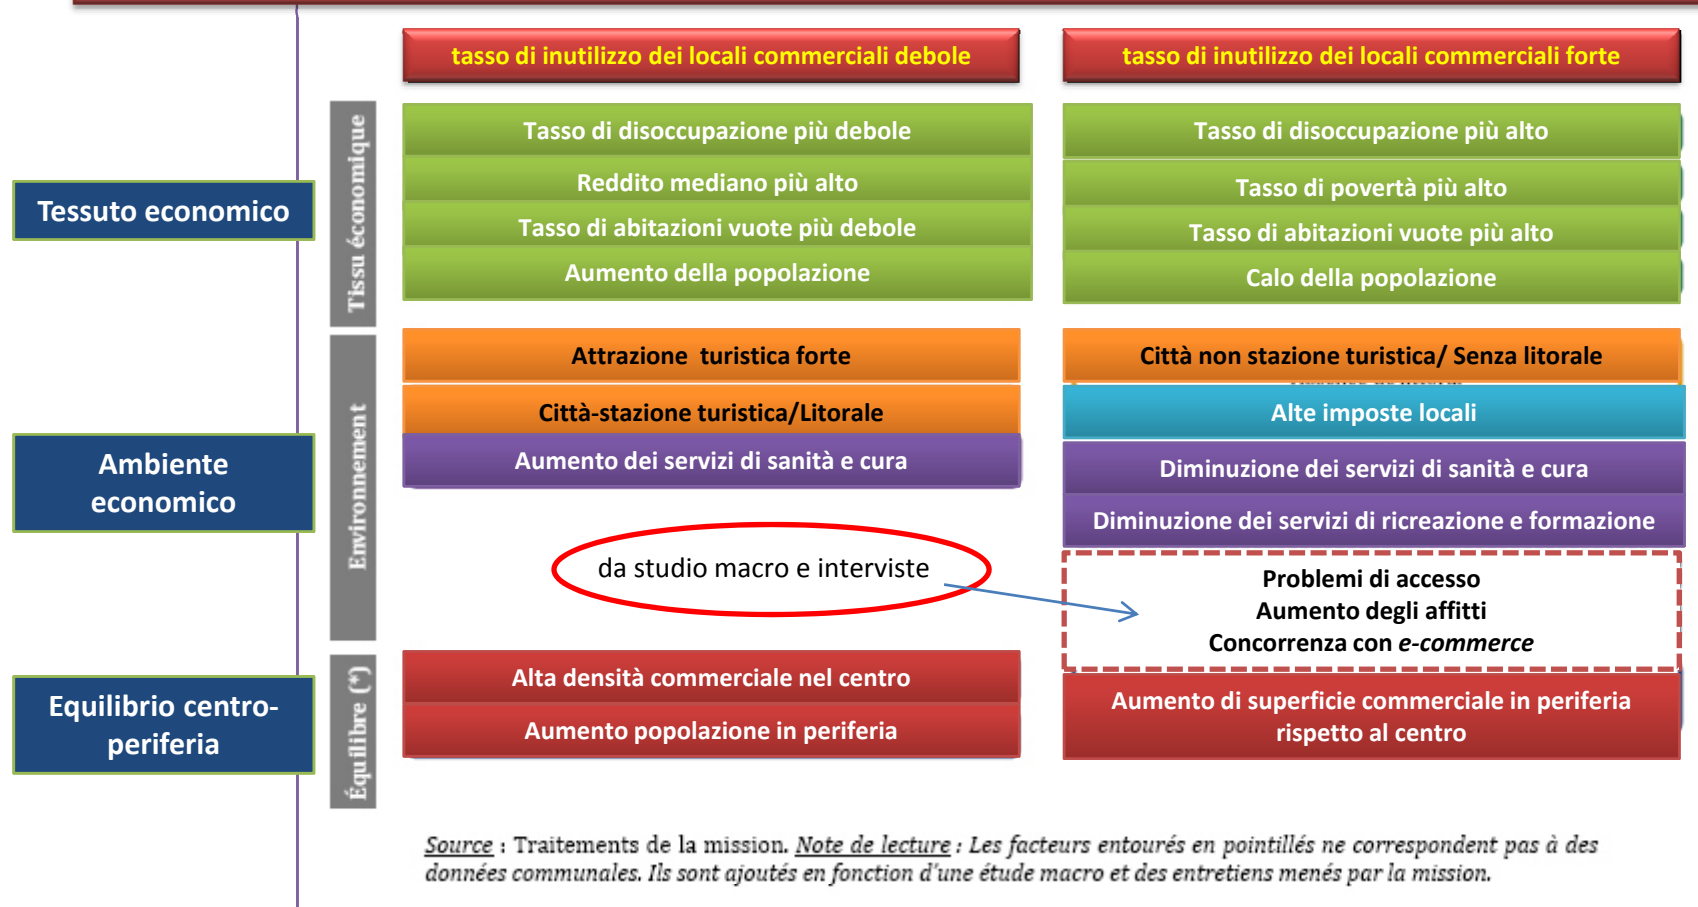 tasso di inutilizzo dei locali commerciali debole
tasso di inutilizzo dei locali commerciali forte
Tessuto economico
Tissu économique
Tasso di disoccupazione più debole
Reddito mediano più alto
Tasso di abitazioni vuote più debole
Aumento della popolazione
Tasso di disoccupazione più alto
Tasso di povertà più alto
Tasso di abitazioni vuote più alto
Calo della popolazione
Ambiente
economico
Environnement
Attrazione turistica forte
Città-stazione turistica/Litorale
Aumento dei servizi di sanità e cura
da studio macro e interviste
Città non stazione turistica/ Senza litorale
Alte imposte locali
Diminuzione dei servizi di sanità e cura
Diminuzione dei servizi di ricreazione e formazione
Problemi di accesso
Aumento degli affitti
Concorrenza con e-commerce
Equilibrio centro-
periferia
Équilibre (*)
Alta densità commerciale nel centro
Aumento popolazione in periferia
Aumento di superficie commerciale in periferia
rispetto al centro
Source : Traitements de la mission. Note de lecture : Les facteurs entourés en pointillés ne correspondent pas à des
données communales. Ils sont ajoutés en fonction d'une étude macro et des entretiens menés par la mission.